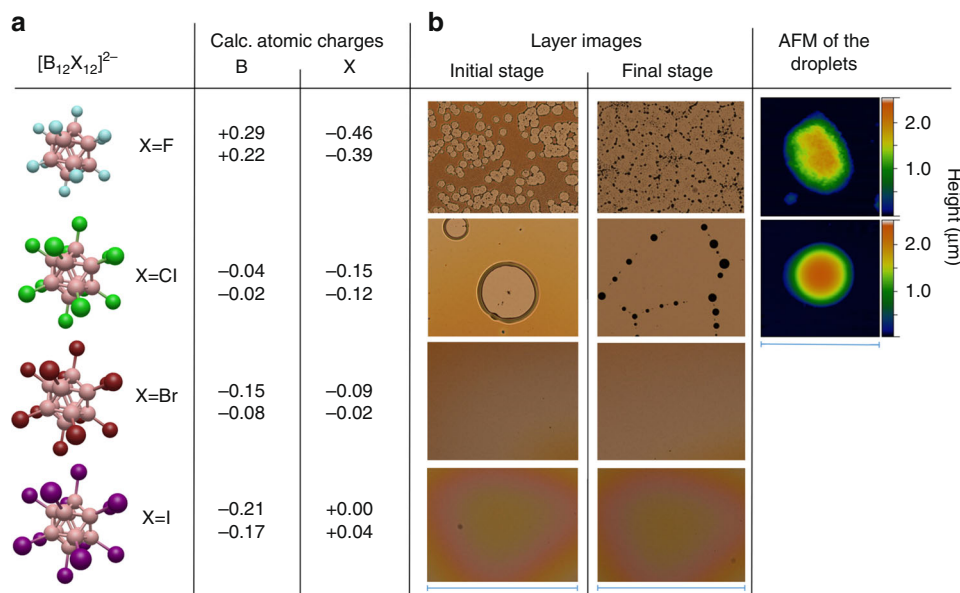 a
b
[B₁₂X₁₂]²⁻
Calc. atomic charges
B
X
Layer images
Initial stage
Final stage
AFM of the
droplets
X=F
+0.29
–0.46
+0.22
–0.39
2.0
1.0
X=Cl
–0.04
–0.15
–0.02
–0.12
2.0
1.0
Height (μm)
X=Br
–0.15
–0.09
–0.08
–0.02
X=I
–0.21
+0.00
–0.17
+0.04